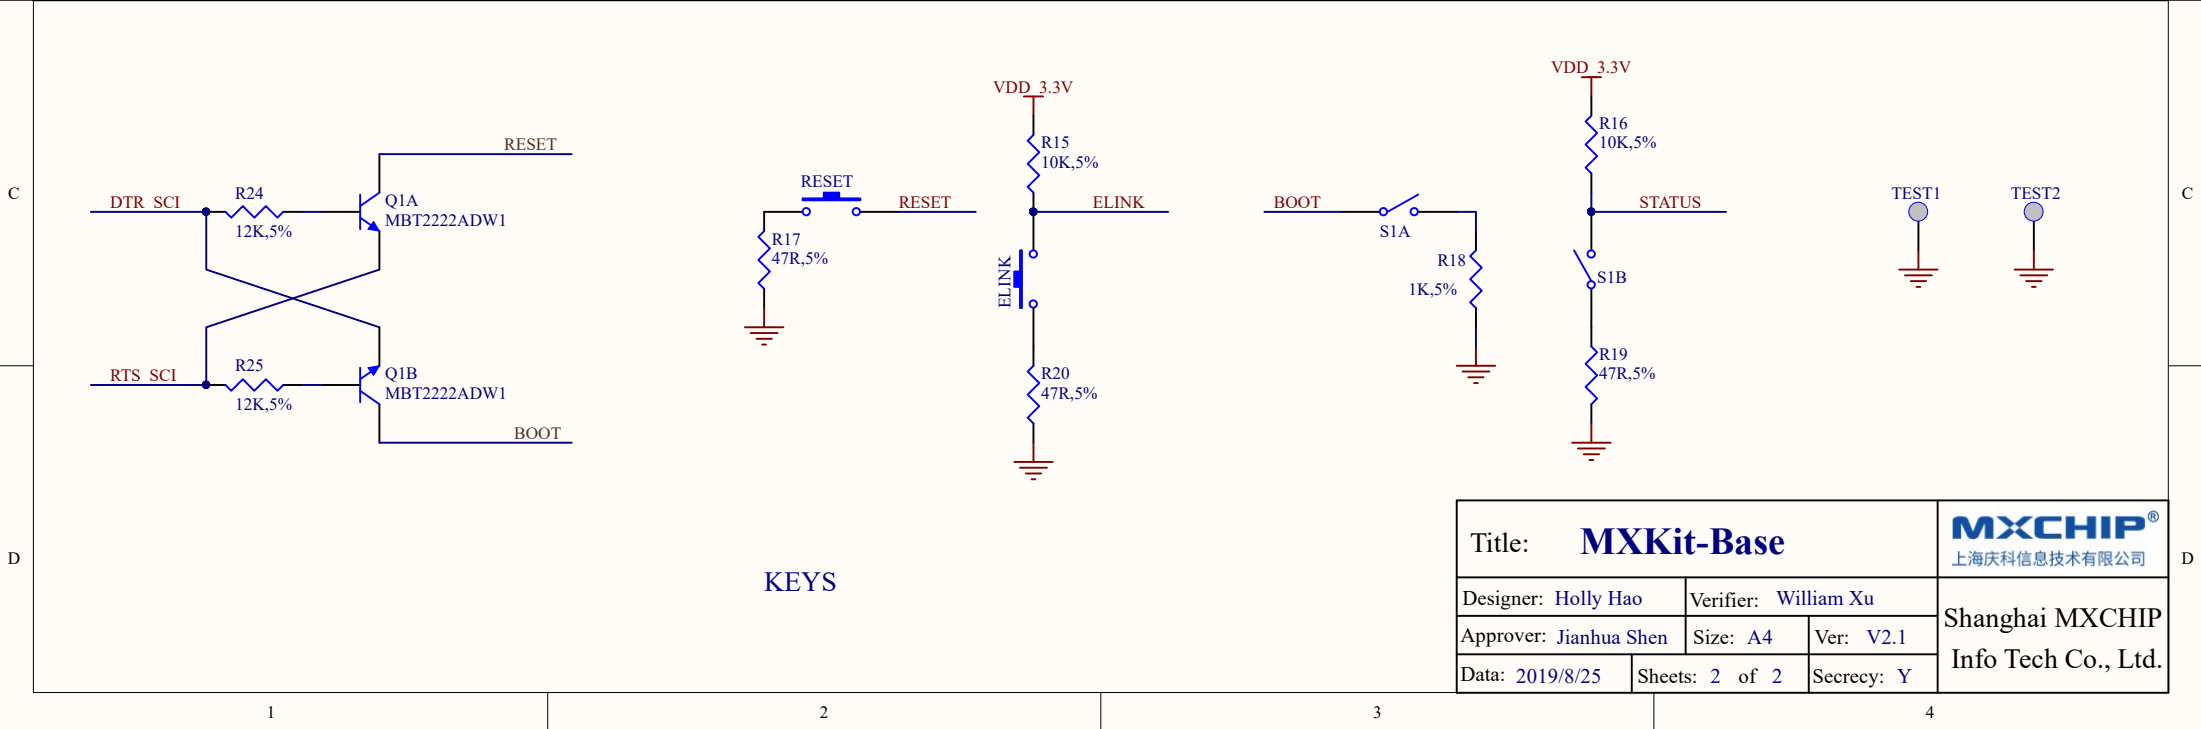 VDD_3.3V
VDD_3.3V
R16
10K,5%
R15
10K,5%
RESET
C
DTR_SCI
R24
12K,5%
Q1A
MBT2222ADW1
RESET
RESET
ELINK
BOOT
S1A
STATUS
TEST1
TEST2
C
R17
47R,5%
ELINK
R18
1K,5%
S1B
RTS_SCI
R25
12K,5%
Q1B
MBT2222ADW1
R20
47R,5%
R19
47R,5%
BOOT
D
KEYS
Title: MXKit-Base
MXCHIP®
上海庆科信息技术有限公司
D
Designer: Holly Hao
Verifier: William Xu
Shanghai MXCHIP
Info Tech Co., Ltd.
Approver: Jianhua Shen
Size: A4
Ver: V2.1
Data: 2019/8/25
Sheets: 2 of 2
Secrecy: Y
1
2
3
4